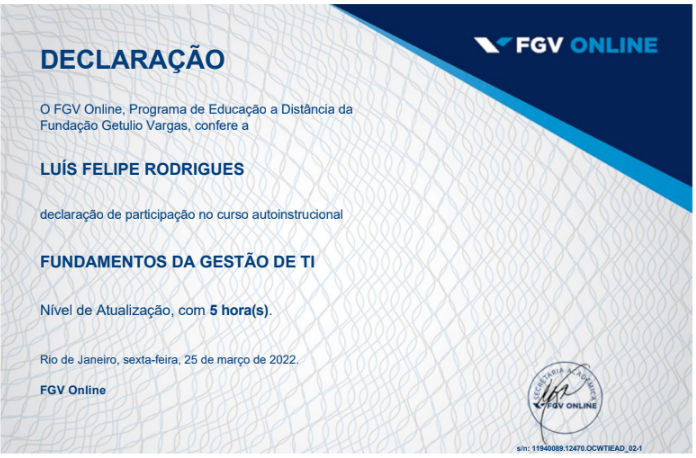 FGV ONLINE
DECLARAÇÃO
O FGV Online, Programa de Educação a Distância da
Fundação Getulio Vargas, confere a
LUÍS FELIPE RODRIGUES
declaração de participação no curso autoinstrucional
FUNDAMENTOS DA GESTÃO DE TI
Nível de Atualização, com 5 hora(s).
Rio de Janeiro, sexta-feira, 25 de março de 2022.
FGV Online
SECRETARIA ACADÊMICA
FGV ONLINE
s/n: 11940089.12470.OCWTIEAD_02-1